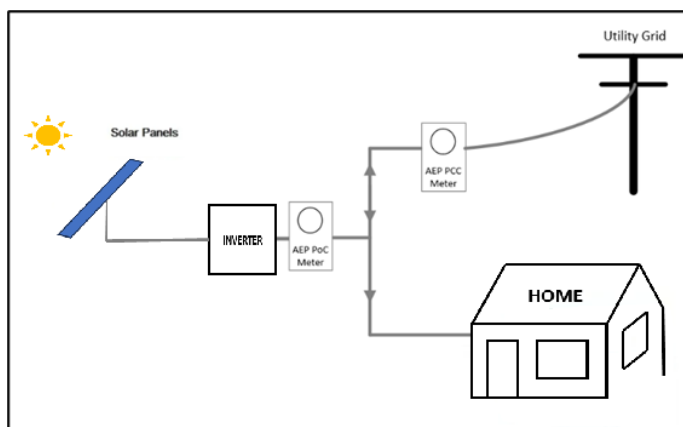 Utility Grid
Solar Panels
AEP PCC
Meter
INVERTER
AEP PoC
Meter
HOME